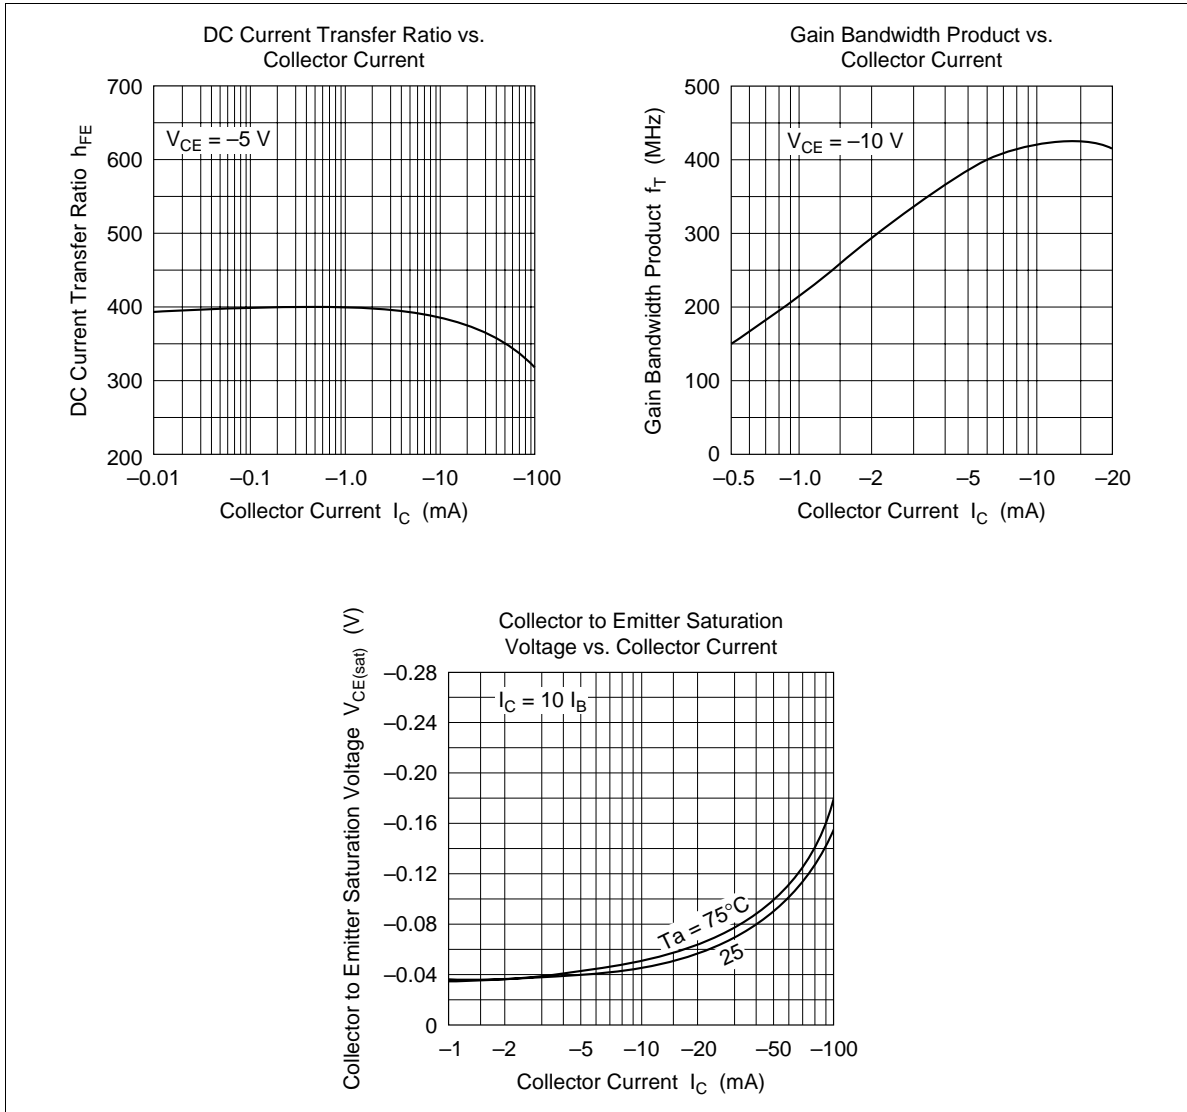 DC Current Transfer Ratio vs.
Collector Current
700
600
500
400
300
200
DC Current Transfer Ratio hFE
VCE = –5 V
–0.01
–0.1
–1.0
–10
–100
Collector Current IC (mA)
Gain Bandwidth Product vs.
Collector Current
500
400
300
200
100
0
Gain Bandwidth Product fT (MHz)
VCE = –10 V
–0.5
–1.0
–2
–5
–10
–20
Collector Current IC (mA)
Collector to Emitter Saturation
Voltage vs. Collector Current
–0.28
–0.24
–0.20
–0.16
–0.12
–0.08
–0.04
0
Collector to Emitter Saturation Voltage VCE(sat) (V)
IC = 10 IB
Ta = 75°C
25
–1
–2
–5
–10
–20
–50
–100
Collector Current IC (mA)